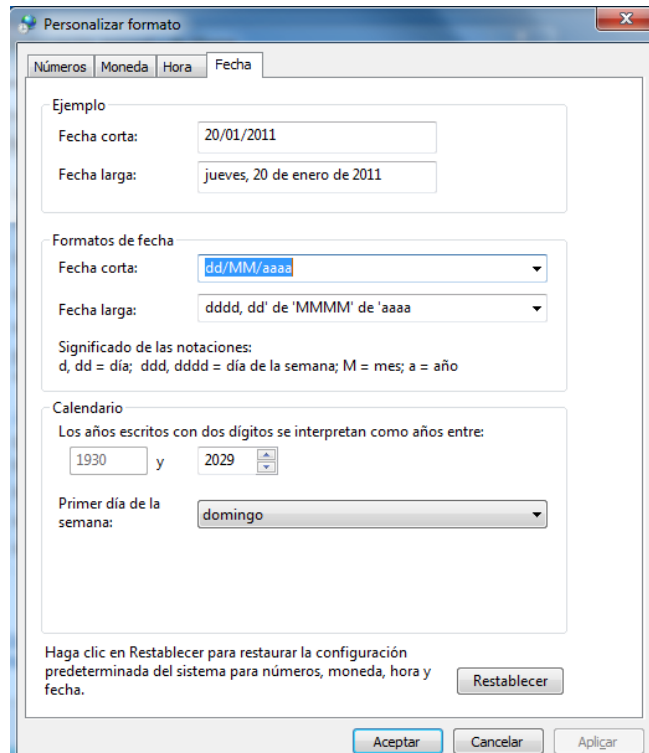 Personalizar formato
Números Moneda Hora Fecha
Ejemplo
Fecha corta: 20/01/2011
Fecha larga: jueves, 20 de enero de 2011
Formatos de fecha
Fecha corta: dd/MM/aaaa
Fecha larga: dddd, dd' de 'MMMM' de 'aaaa
Significado de las notaciones:
d, dd = día; ddd, dddd = día de la semana; M = mes; a = año
Calendario
Los años escritos con dos dígitos se interpretan como años entre:
1930 y 2029
Primer día de la
semana: domingo
Haga clic en Restablecer para restaurar la configuración
predeterminada del sistema para números, moneda, hora y
fecha.
Restablecer
Aceptar Cancelar Aplicar